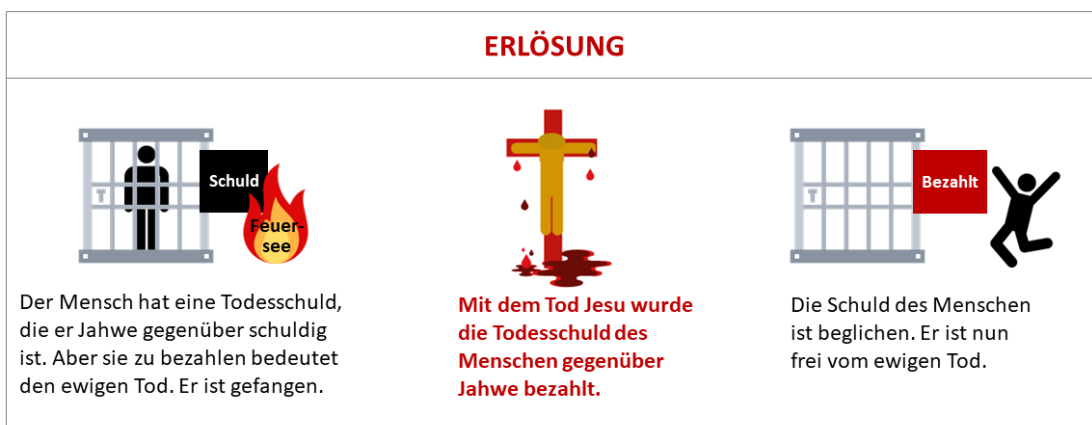 ERLÖSUNG
Schuld
Feuer-
see
Der Mensch hat eine Todesschuld,
die er Jahwe gegenüber schuldig
ist. Aber sie zu bezahlen bedeutet
den ewigen Tod. Er ist gefangen.
Mit dem Tod Jesu wurde
die Todesschuld des
Menschen gegenüber
Jahwe bezahlt.
Bezahlt
Die Schuld des Menschen
ist beglichen. Er ist nun
frei vom ewigen Tod.